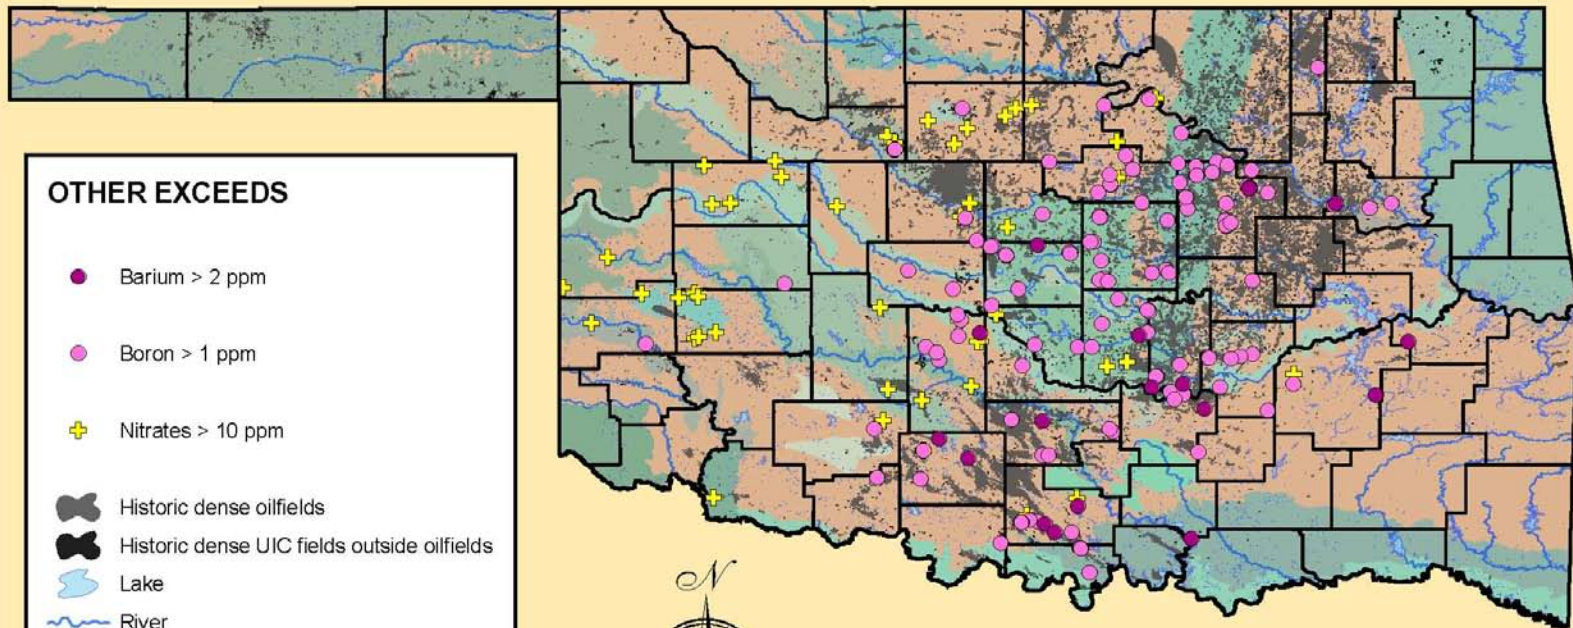 OTHER EXCEEDS
Barium > 2 ppm
Boron > 1 ppm
Nitrates > 10 ppm
Historic dense oilfields
Historic dense UIC fields outside oilfields
Lake
River
N